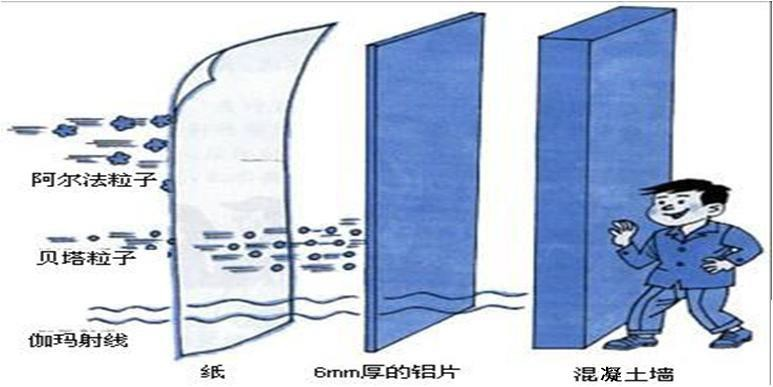 阿尔法粒子
贝塔粒子
伽玛射线
纸
6mm厚的铝片
混凝土墙